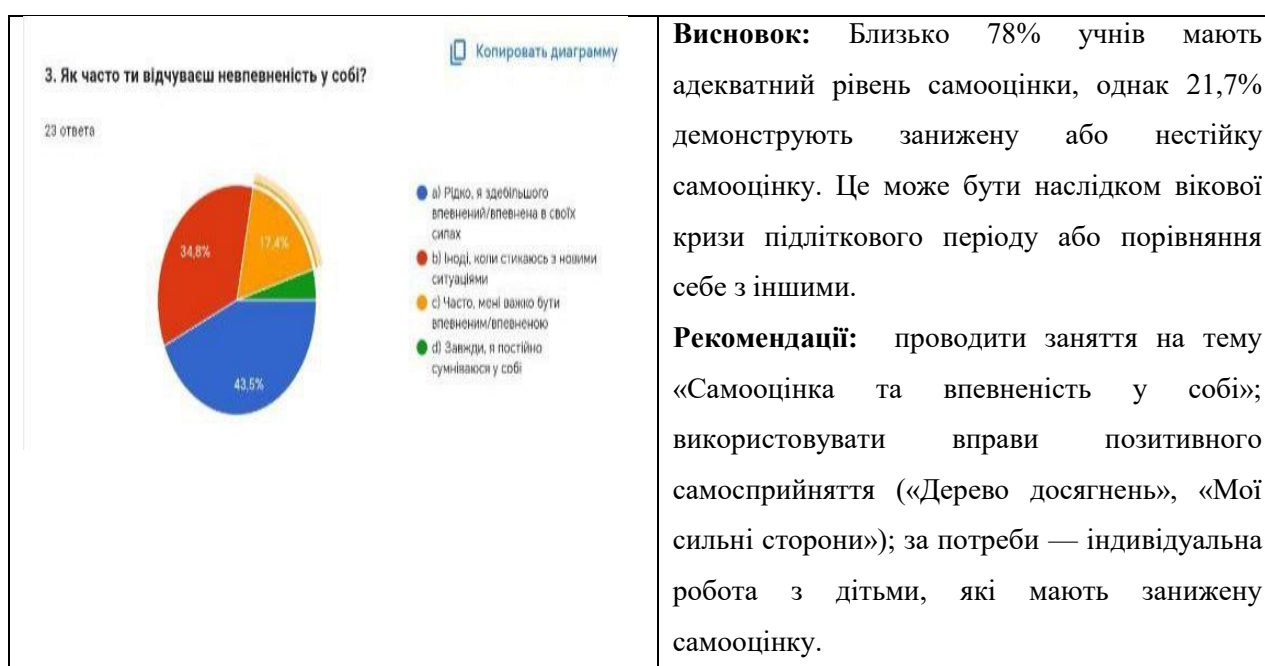 Копировать диаграмму
3. Як часто ти відчуваєш невпевненість у собі?
23 ответа
34,8%
17,4%
43,5%
a) Рідко, я здебільшого
впевнений/впевнена в своїх
силах
b) Іноді, коли стикаюсь з новими
ситуаціями
c) Часто, мені важко бути
впевненим/впевненою
d) Завжди, я постійно
сумніваюся у собі
Висновок: Близько 78% учнів мають
адекватний рівень самооцінки, однак 21,7%
демонструють занижену або нестійку
самооцінку. Це може бути наслідком вікової
кризи підліткового періоду або порівняння
себе з іншими.
Рекомендації: проводити заняття на тему
«Самооцінка та впевненість у собі»;
використовувати вправи позитивного
самосприйняття («Дерево досягнень», «Мої
сильні сторони»); за потреби — індивідуальна
робота з дітьми, які мають занижену
самооцінку.